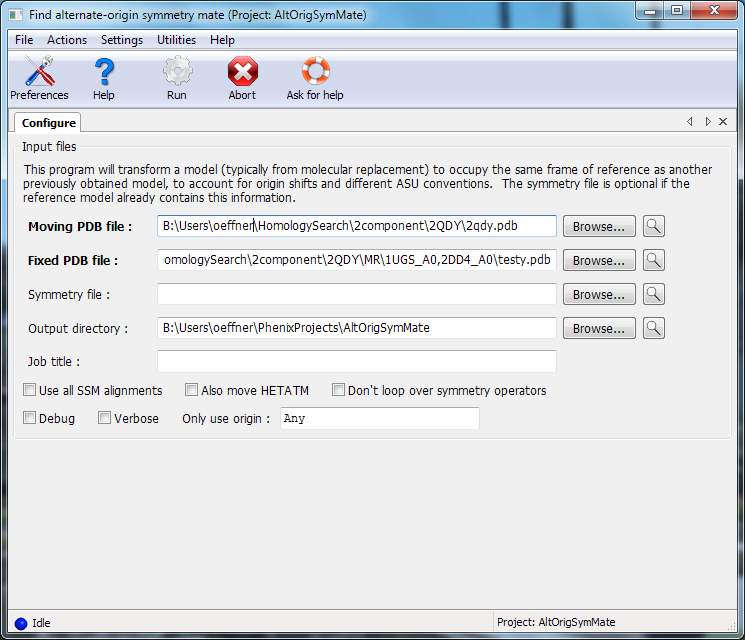 Find alternate-origin symmetry mate (Project: AltOrigSymMate)
File Actions Settings Utilities Help
Preferences Help Run Abort Ask for help
Configure
Input files
This program will transform a model (typically from molecular replacement) to occupy the same frame of reference as another
previously obtained model, to account for origin shifts and different ASU conventions. The symmetry file is optional if the
reference model already contains this information.
Moving PDB file : B:\Users\oeffner\HomologySearch\2component\2QDY\2qdy.pdb Browse...
Fixed PDB file : omologySearch\2component\2QDY\MR\1UGS_A0,2DD4_A0\testy.pdb Browse...
Symmetry file : Browse...
Output directory : B:\Users\oeffner\PhenixProjects\AltOrigSymMate Browse...
Job title :
Use all SSM alignments Also move HETATM Don't loop over symmetry operators
Debug Verbose Only use origin : Any
Idle Project: AltOrigSymMate